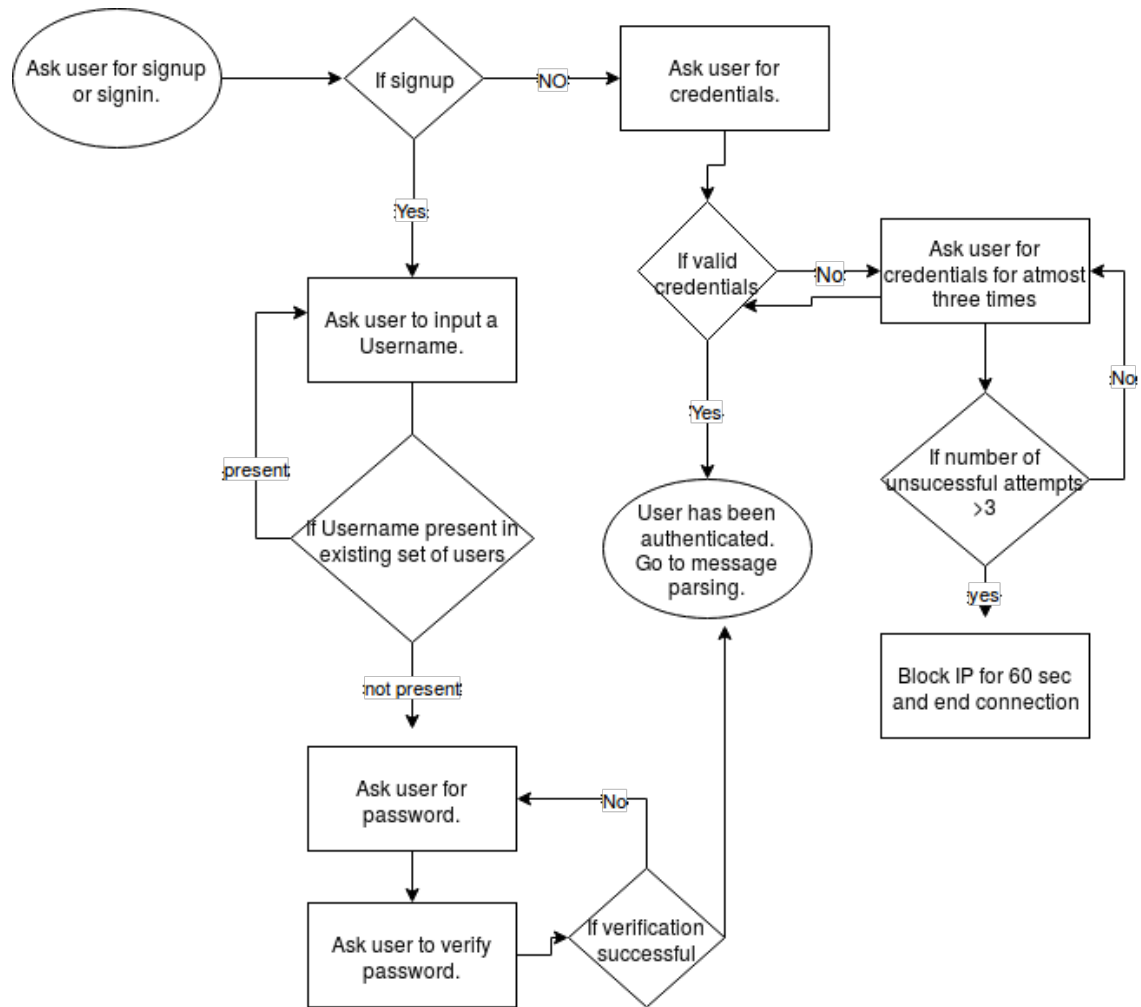 Ask user for signup
or signin.
If signup
NO
Ask user for
credentials.
Yes
If valid
credentials
No
Ask user for
credentials for atmost
three times
Ask user to input a
Username.
No
Yes
present
If number of
unsucessful attempts
>3
If Username present in
existing set of users
User has been
authenticated.
Go to message
parsing.
yes
not present
Block IP for 60 sec
and end connection
Ask user for
password.
No
If verification
successful
Ask user to verify
password.